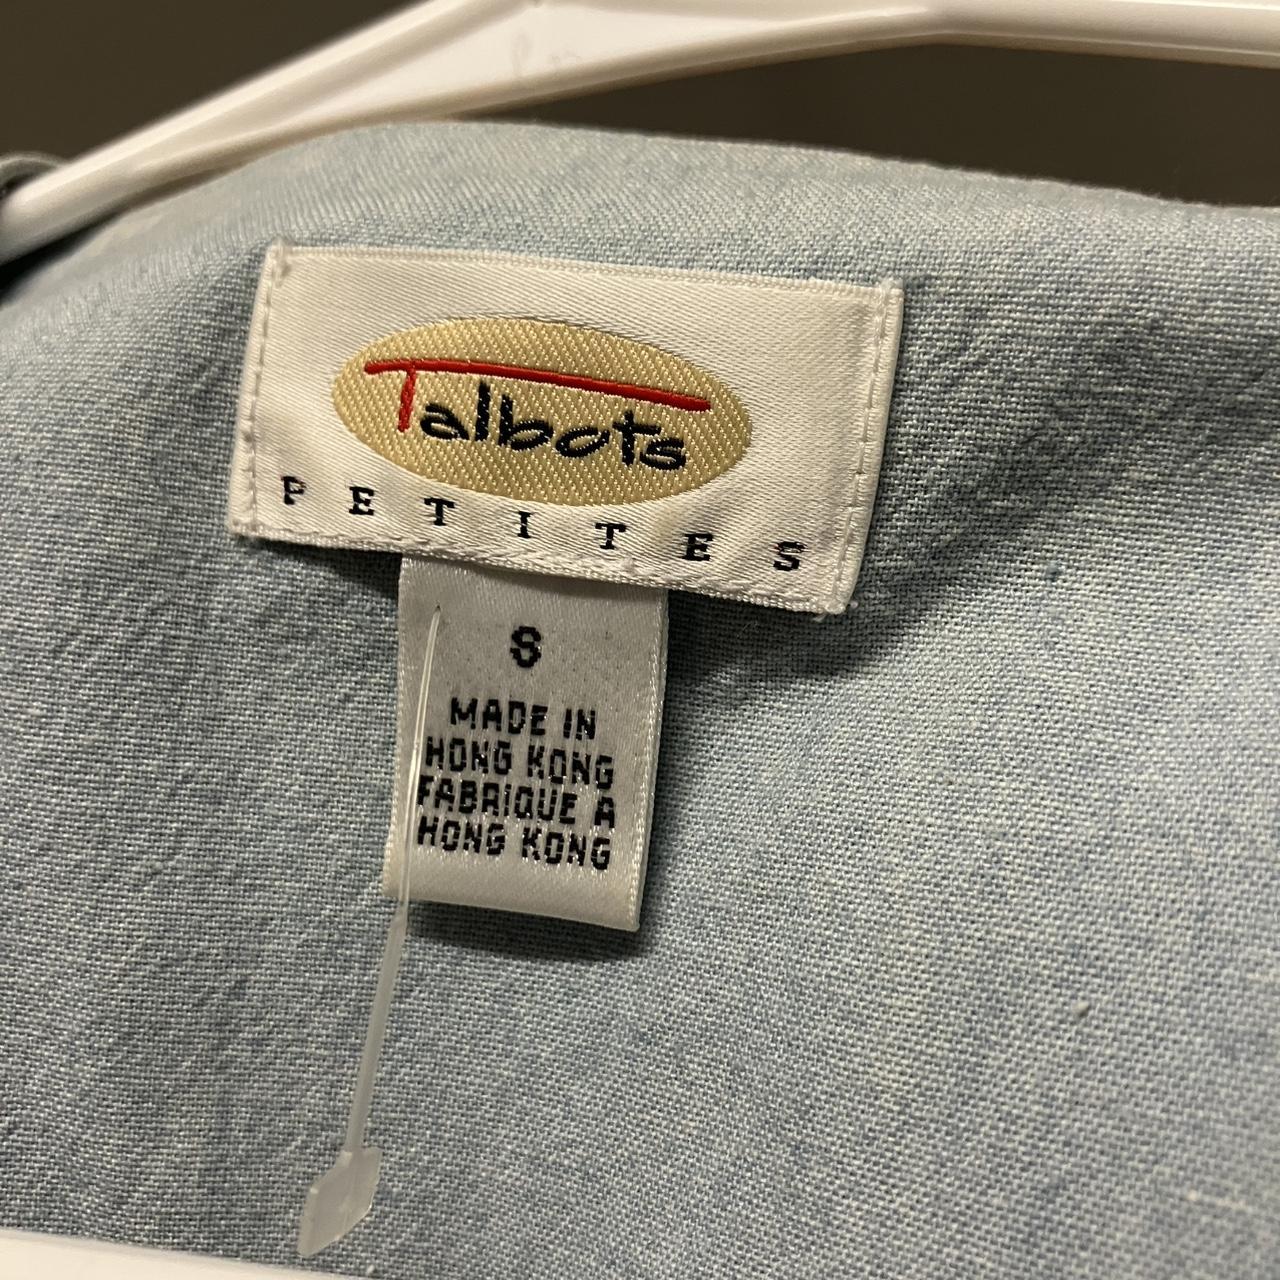 Talbots
PETITES
S
MADE IN
HONG KONG
FABRIQUE A
HONG KONG